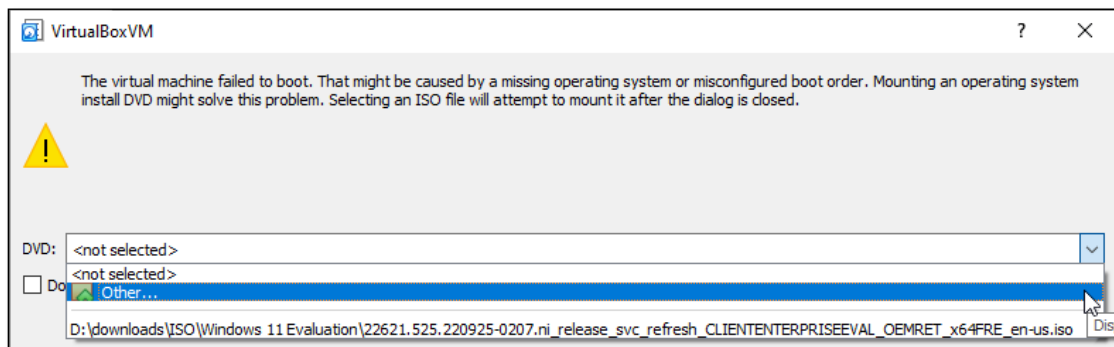 VirtualBoxVM
The virtual machine failed to boot. That might be caused by a missing operating system or misconfigured boot order. Mounting an operating system
install DVD might solve this problem. Selecting an ISO file will attempt to mount it after the dialog is closed.
DVD: <not selected>
<not selected>
Do
Other...
D:\downloads\ISO\Windows 11 Evaluation\22621.525.220925-0207.ni_release_svc_refresh_CLIENTENTERPRISEEVAL_OEMRET_x64FRE_en-us.iso
Dis